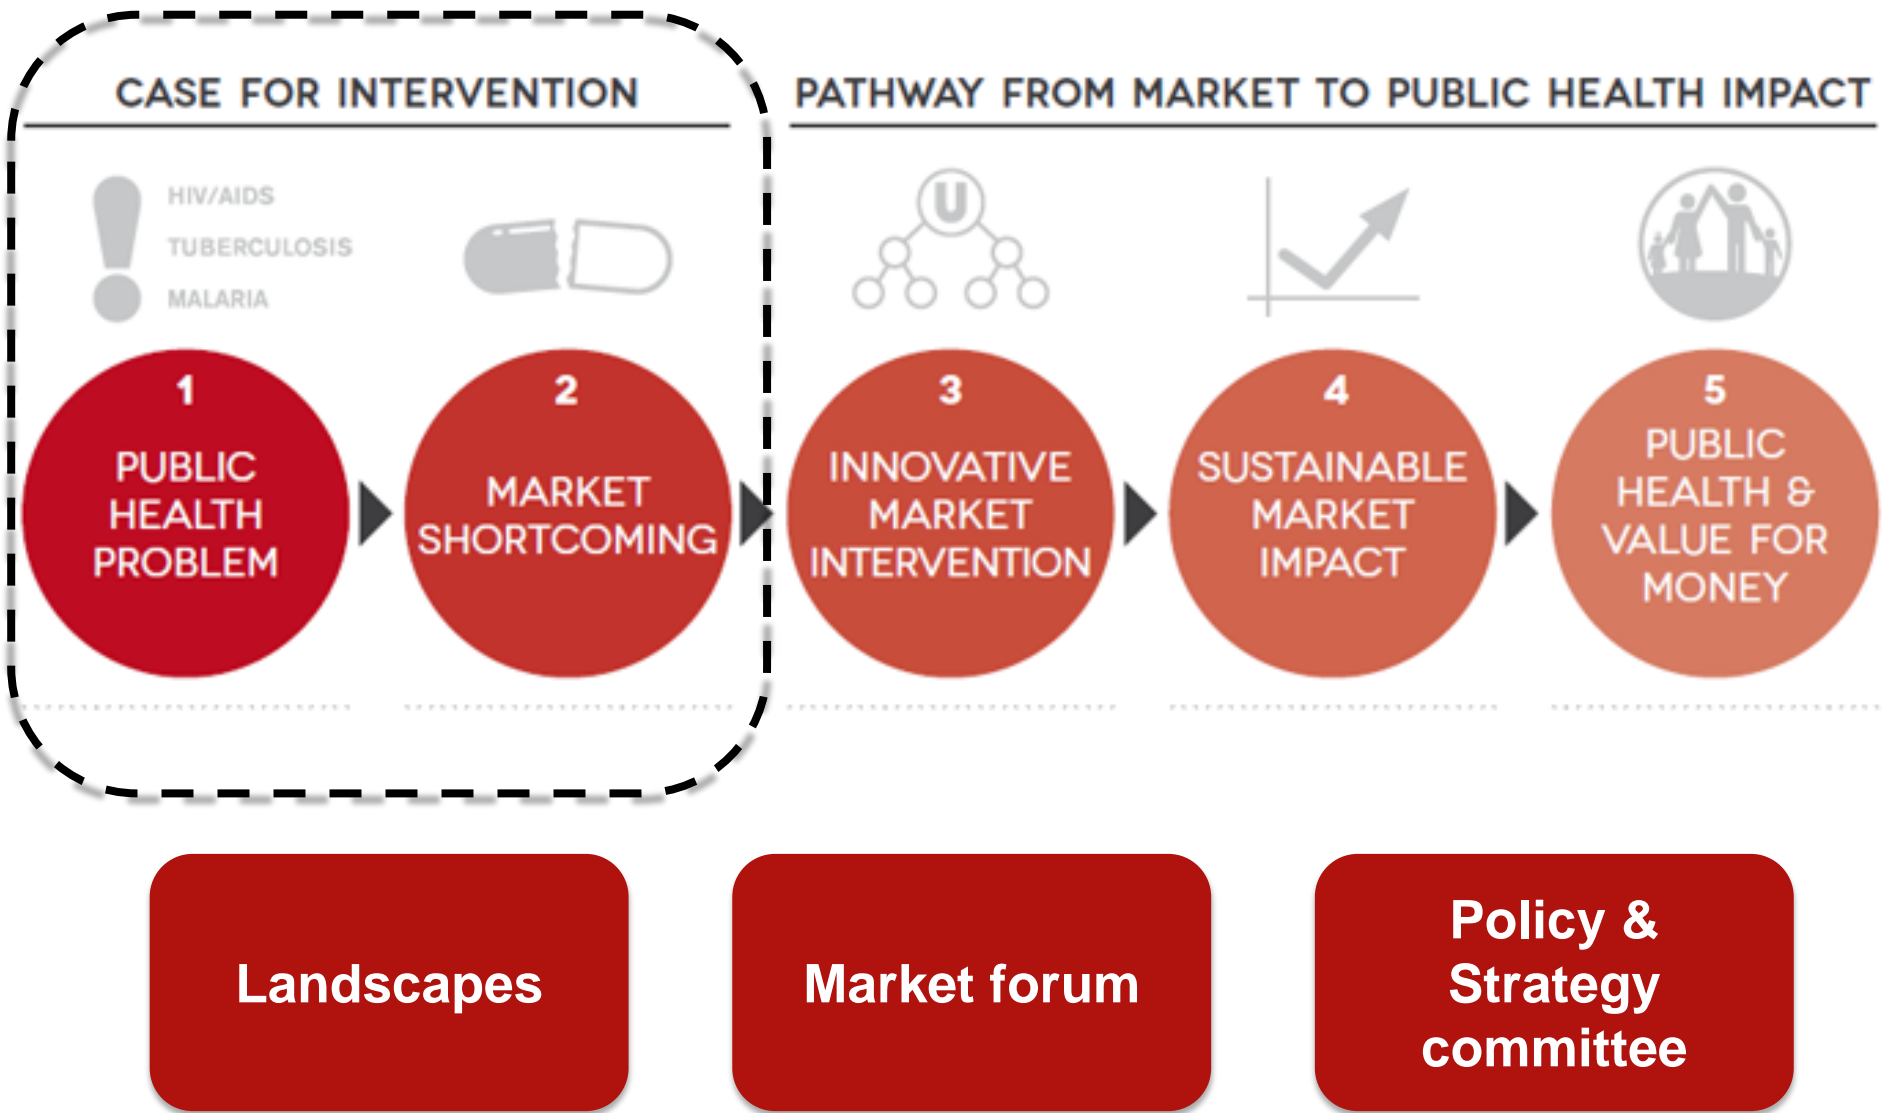 CASE FOR INTERVENTION
PATHWAY FROM MARKET TO PUBLIC HEALTH IMPACT
HIV/AIDS
TUBERCULOSIS
MALARIA
U
1
PUBLIC
HEALTH
PROBLEM
2
MARKET
SHORTCOMING
3
INNOVATIVE
MARKET
INTERVENTION
4
SUSTAINABLE
MARKET
IMPACT
5
PUBLIC
HEALTH &
VALUE FOR
MONEY
Landscapes
Market forum
Policy &
Strategy
committee